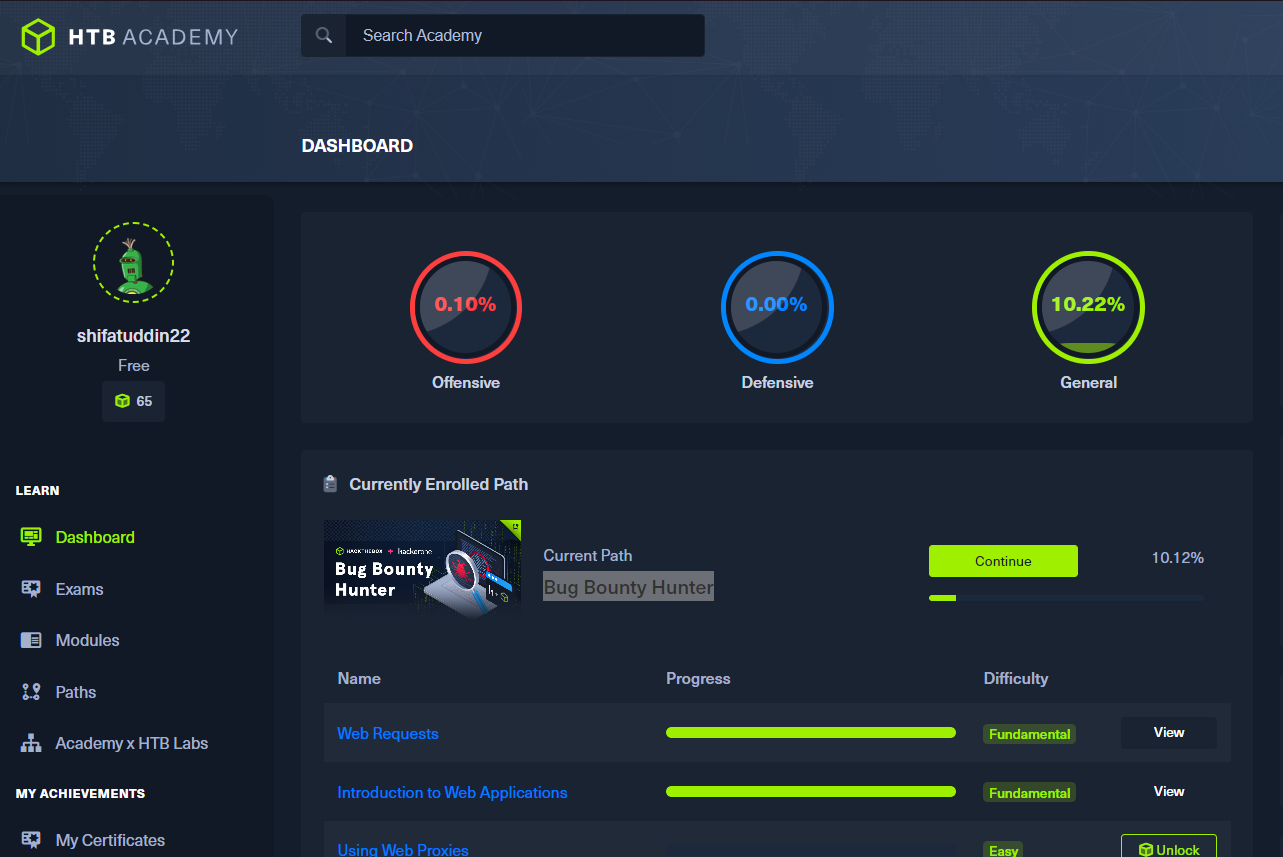 HTB ACADEMY
Search Academy
DASHBOARD
shifatuddin22
Free
65
LEARN
Dashboard
Exams
Modules
Paths
Academy x HTB Labs
MY ACHIEVEMENTS
My Certificates
0.10%
Offensive
0.00%
Defensive
10.22%
General
Currently Enrolled Path
HACKTHEBOX + hackerone
Bug Bounty
Hunter
Current Path
Bug Bounty Hunter
Continue
10.12%
Name Progress Difficulty
Web Requests Fundamental View
Introduction to Web Applications Fundamental View
Using Web Proxies Easy Unlock